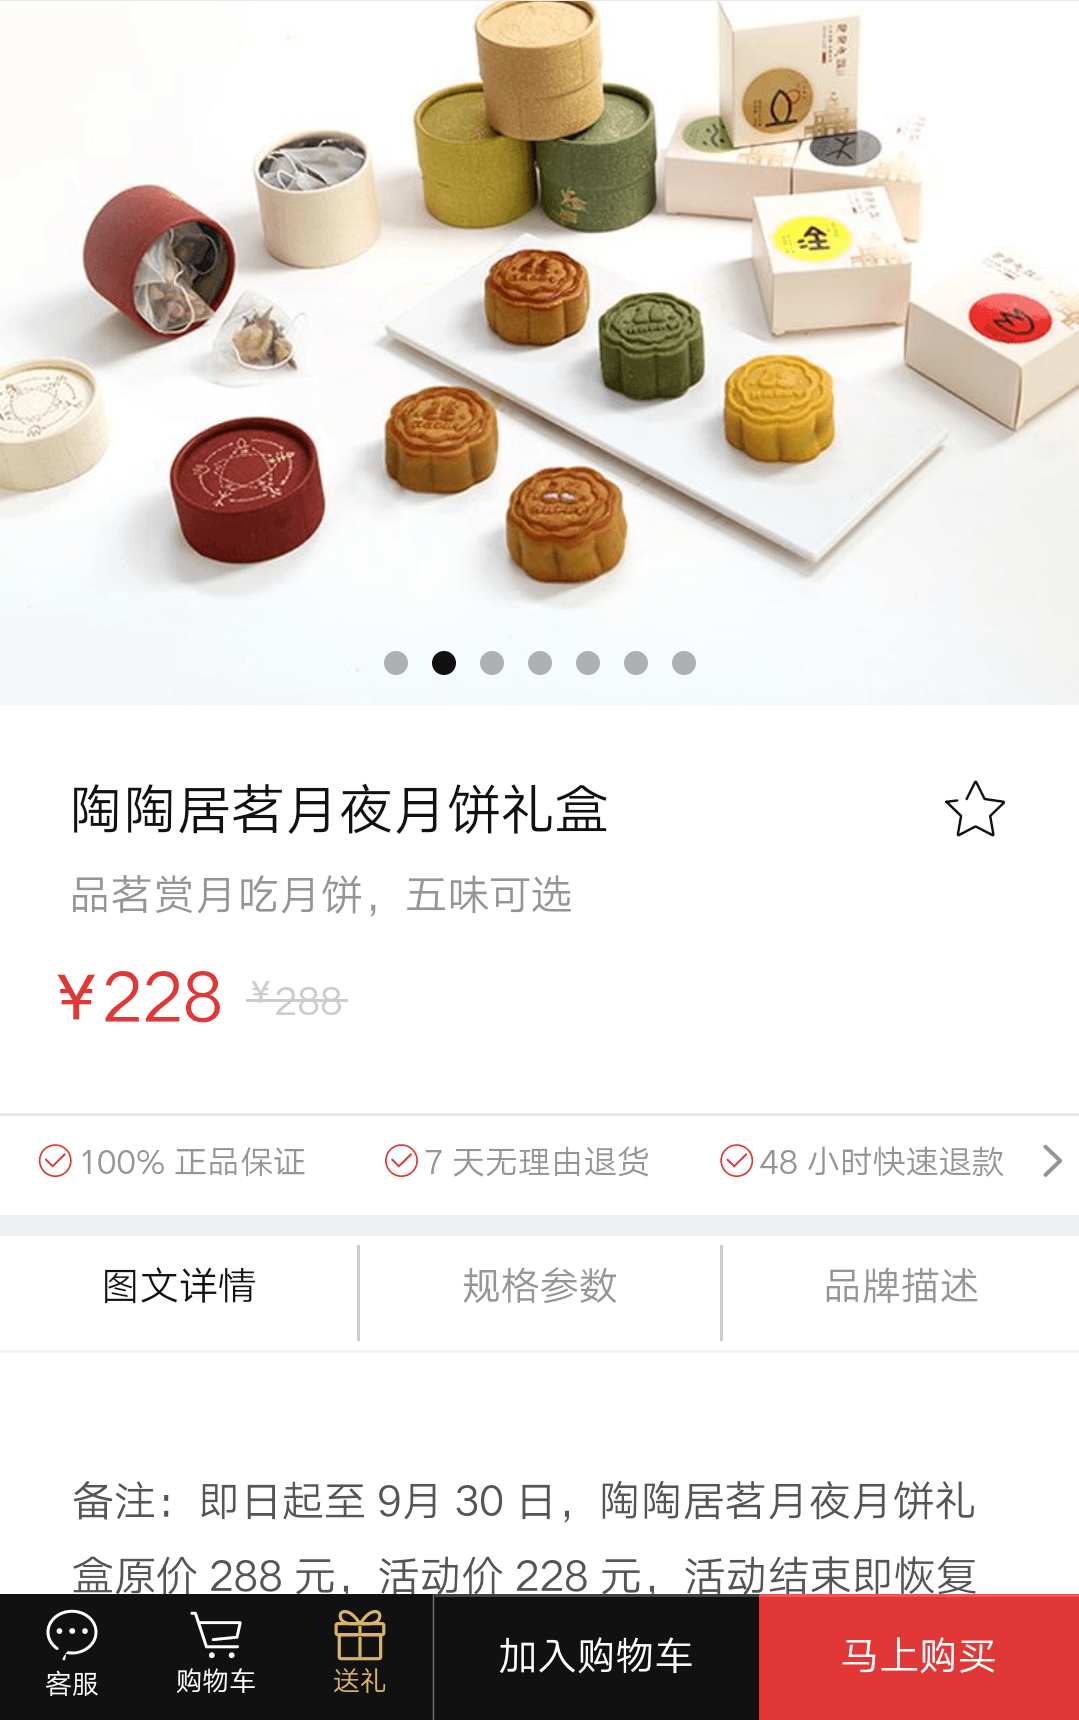 陶陶居茗月夜月饼礼盒
品茗赏月吃月饼，五味可选
¥228 ¥288
100% 正品保证 7 天无理由退货 48 小时快速退款
图文详情 规格参数 品牌描述
备注：即日起至 9月 30 日，陶陶居茗月夜月饼礼
盒原价 288 元，活动价 228 元，活动结束即恢复
客服 购物车 送礼 加入购物车 马上购买